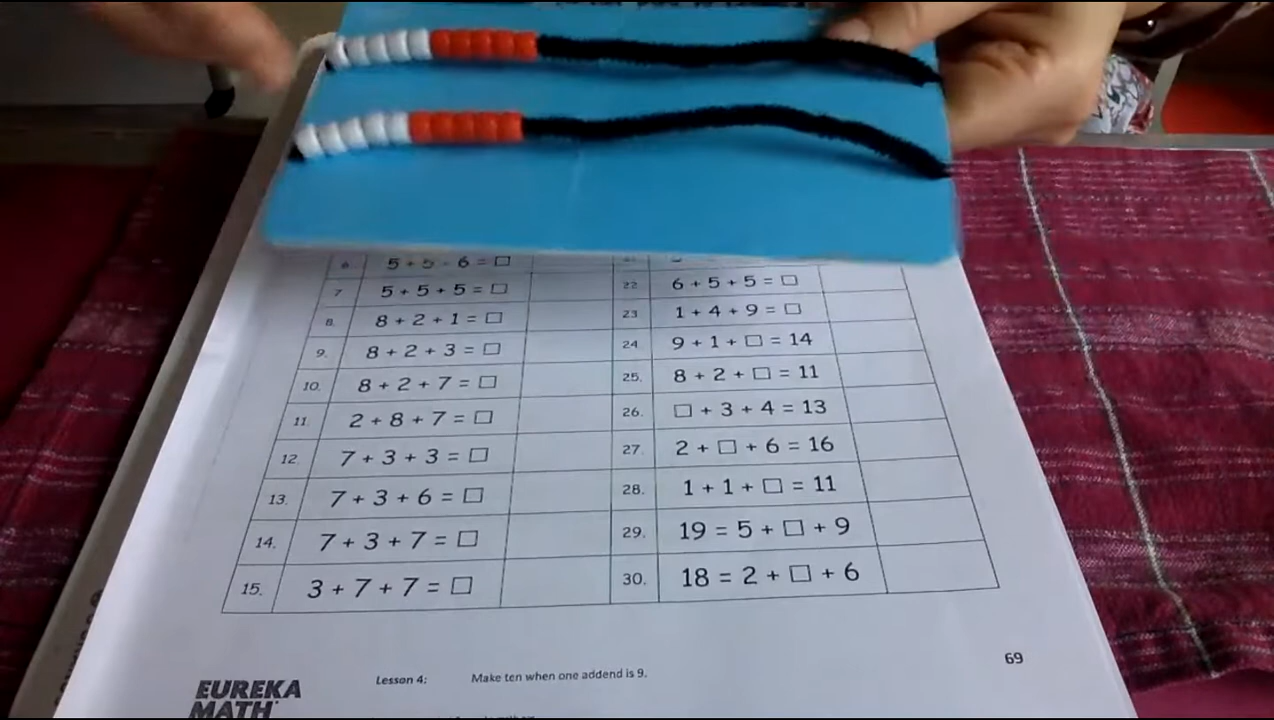 6 5 + 5 + 6 = □
7 5 + 5 + 5 = □ 22 6 + 5 + 5 = □
8. 8 + 2 + 1 = □ 23 1 + 4 + 9 = □
9. 8 + 2 + 3 = □ 24 9 + 1 + □ = 14
10. 8 + 2 + 7 = □ 25. 8 + 2 + □ = 11
11. 2 + 8 + 7 = □ 26. □ + 3 + 4 = 13
12 7 + 3 + 3 = □ 27. 2 + □ + 6 = 16
13. 7 + 3 + 6 = □ 28. 1 + 1 + □ = 11
14. 7 + 3 + 7 = □ 29. 19 = 5 + □ + 9
15. 3 + 7 + 7 = □ 30. 18 = 2 + □ + 6
69
Lesson 4: Make ten when one addend is 9.
EUREKA
MATH